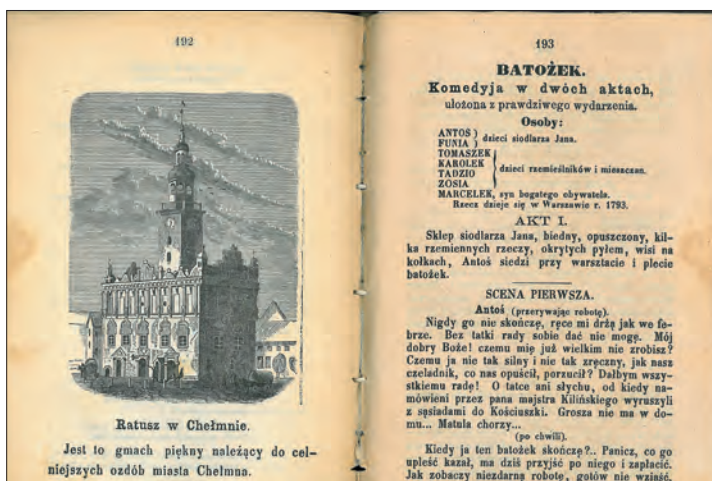 192
Ratusz w Chełmnie.
Jest to gmach piękny należący do cel-
niejszych ozdób miasta Chełmna.
193
BATOŻEK.
Komedyja w dwóch aktach,
ułożona z prawdziwego wydarzenia.
Osoby:
ANTOŚ
FUNIA
dzieci siodlarza Jana.
TOMASZEK
KAROLEK
TADZIO
ZOSIA
dzieci rzemieślników i mieszczan.
MARCELEK, syn bogatego obywatela.
Rzecz dzieje się w Warszawie r. 1793.
AKT I.
Sklep siodlarza Jana, biedny, opuszczony, kil-
ka rzemiennych rzeczy, okrytych pyłem, wisi na
kołkach, Antoś siedzi przy warsztacie i plecie
batożek.
SCENA PIERWSZA.
Antoś (przerywając robotę).
Nigdy go nie skończę, ręce mi drżą jak we fe-
brze. Bez tatki rady sobie dać nie mogę. Mój
dobry Boże! czemu mię już wielkim nie zrobisz?
Czemu ja nie tak silny i nie tak zręczny, jak nasz
czeladnik, co nas opuścił, porzucił? Dałbym wszy-
stkiemu radę! O tatce ani słychu, od kiedy na-
mówieni przez pana majstra Kilińskiego wyruszyli
z sąsiadami do Kościuszki. Grosza nie ma w do-
mu... Matula chorzy...
(po chwili).
Kiedy ja ten batożek skończę?.. Panicz, co go
upleść kazał, ma dziś przyjść po niego i zapłacić.
Jak zobaczy niezdarną robotę, gotów nie wziąść.